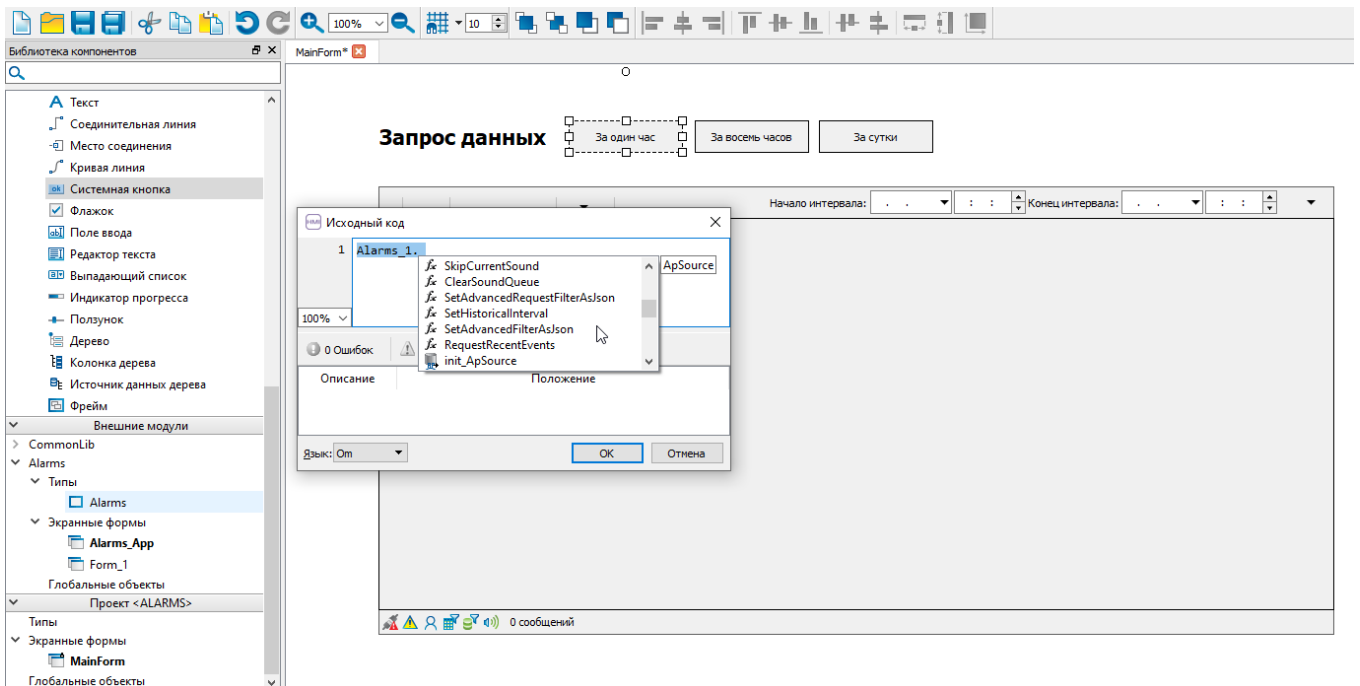 100%
10
Библиотека компонентов
MainForm*
Текст
Соединительная линия
Место соединения
Кривая линия
Системная кнопка
Флажок
Поле ввода
Редактор текста
Выпадающий список
Индикатор прогресса
Ползунок
Дерево
Колонка дерева
Источник данных дерева
Фрейм
Внешние модули
CommonLib
Alarms
Типы
Alarms
Экранные формы
Alarms_App
Form_1
Глобальные объекты
Проект <ALARMS>
Типы
Экранные формы
MainForm
Глобальные объекты
Запрос данных
За один час
За восемь часов
За сутки
Начало интервала: . . : :
Конец интервала: . . : :
Исходный код
1 Alarms_1.
SkipCurrentSound
ApSource
ClearSoundQueue
SetAdvancedRequestFilterAsJson
SetHistoricalInterval
SetAdvancedFilterAsJson
RequestRecentEvents
init_ApSource
100%
0 Ошибок
Описание Положение
Язык: Om
OK Отмена
0 сообщений